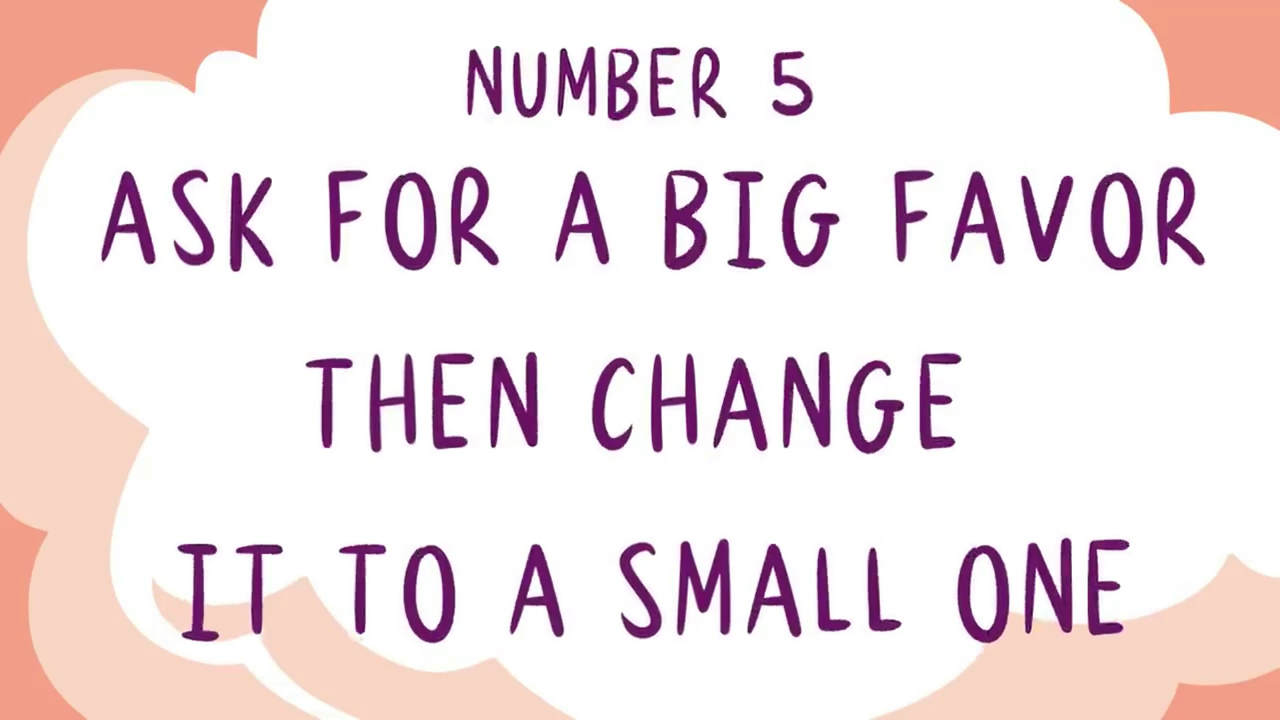 NUMBER 5
ASK FOR A BIG FAVOR
THEN CHANGE
IT TO A SMALL ONE